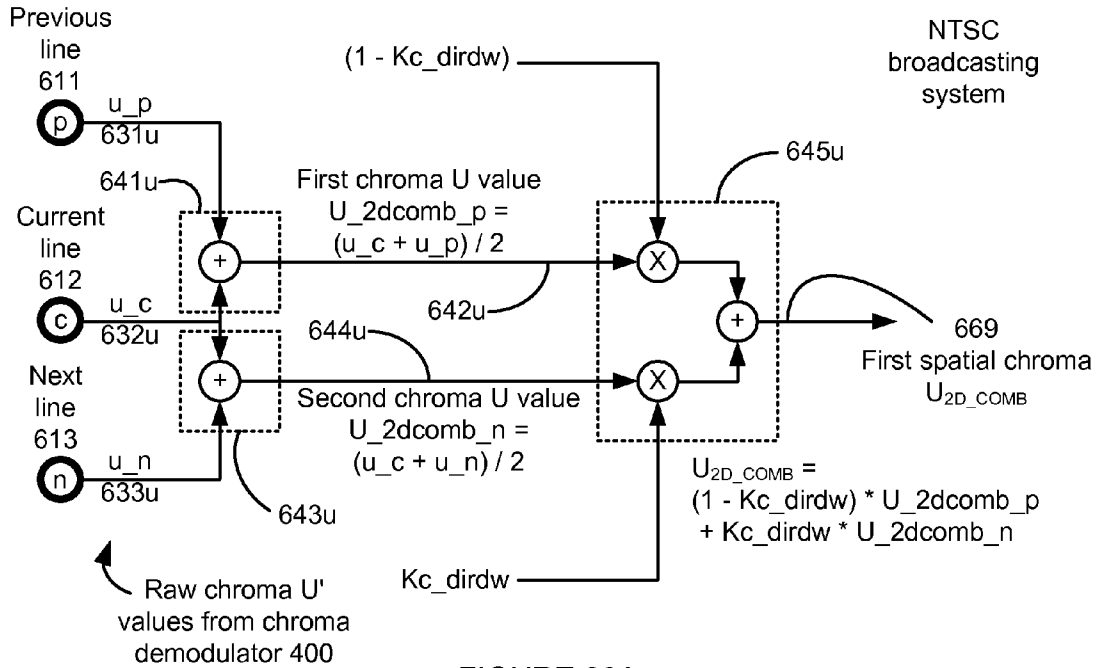 Previous
line
611
p
u_p
631u
641u
Current
line
612
c
u_c
632u
Next
line
613
n
u_n
633u
643u
Raw chroma U'
values from chroma
demodulator 400
+
+
First chroma U value
U_2dcomb_p =
(u_c + u_p) / 2
642u
644u
Second chroma U value
U_2dcomb_n =
(u_c + u_n) / 2
(1 - Kc_dirdw)
Kc_dirdw
X
X
+
645u
NTSC
broadcasting
system
669
First spatial chroma
U2D_COMB
U2D_COMB =
(1 - Kc_dirdw) * U_2dcomb_p
+ Kc_dirdw * U_2dcomb_n